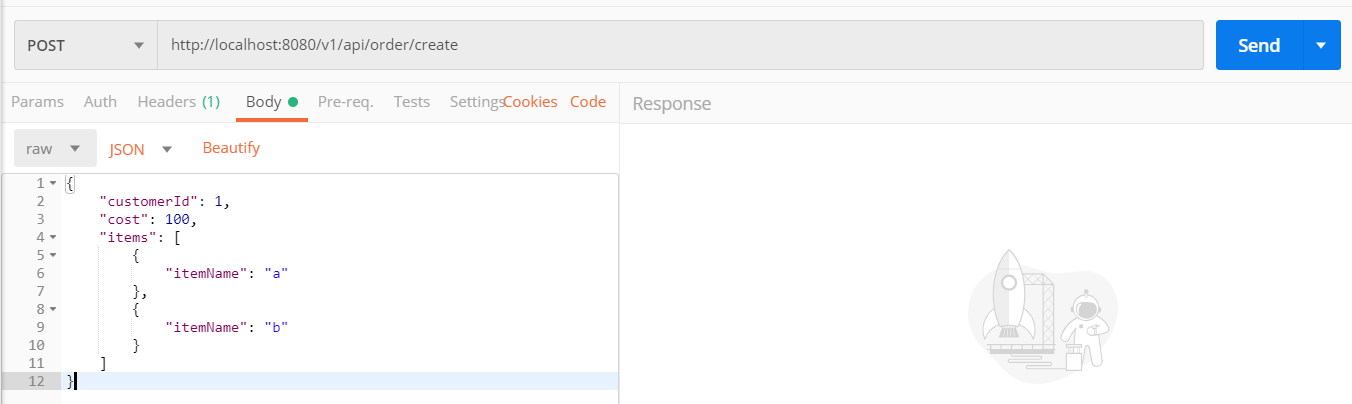 POST http://localhost:8080/v1/api/order/create Send
Params Auth Headers (1) Body Pre-req. Tests Settings Cookies Code
Response
raw JSON Beautify
1 {
2 "customerId": 1,
3 "cost": 100,
4 "items": [
5 {
6 "itemName": "a"
7 },
8 {
9 "itemName": "b"
10 }
11 ]
12 }